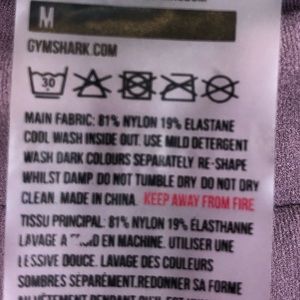 M
GYMSHARK.COM
30
MAIN FABRIC: 81% NYLON 19% ELASTANE
COOL WASH INSIDE OUT. USE MILD DETERGENT
WASH DARK COLOURS SEPARATELY RE-SHAPE
WHILST DAMP. DO NOT TUMBLE DRY. DO NOT DRY
CLEAN. MADE IN CHINA. KEEP AWAY FROM FIRE
TISSU PRINCIPAL: 81% NYLON 19% ELASTHANNE
LAVAGE A EN MACHINE. UTILISER UNE
LESSIVE DOUCE. LAVAGE DES COULEURS
SOMBRES SÉPARÉMENT.REDONNER SA FORME